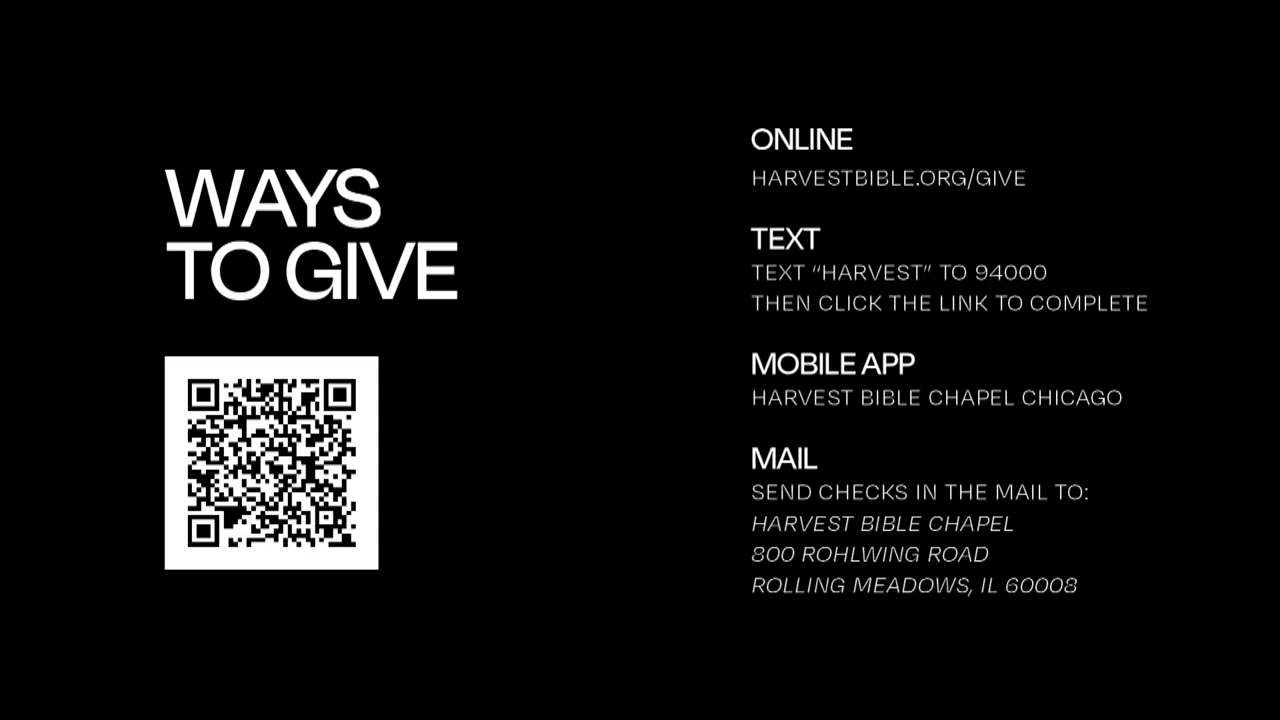 WAYS
TO GIVE
ONLINE
HARVESTBIBLE.ORG/GIVE
TEXT
TEXT “HARVEST” TO 94000
THEN CLICK THE LINK TO COMPLETE
MOBILE APP
HARVEST BIBLE CHAPEL CHICAGO
MAIL
SEND CHECKS IN THE MAIL TO:
HARVEST BIBLE CHAPEL
800 ROHLWING ROAD
ROLLING MEADOWS, IL 60008